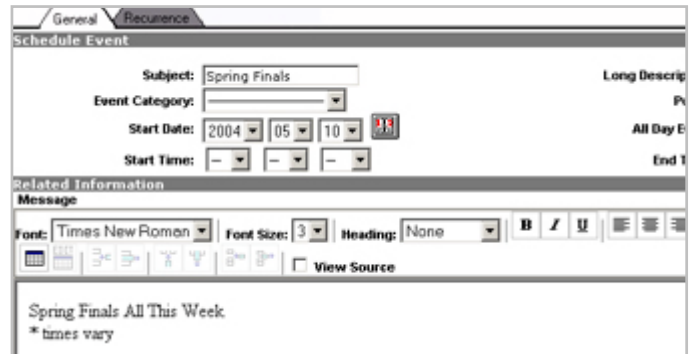 General Recurrence
Schedule Event
Subject: Spring Finals Long Descrip
Event Category:
Start Date: 2004 05 10 All Day E
Start Time: – – – End T
Related Information
Message
Font: Times New Roman Font Size: 3 Heading: None B I U
View Source
Spring Finals All This Week
* times vary